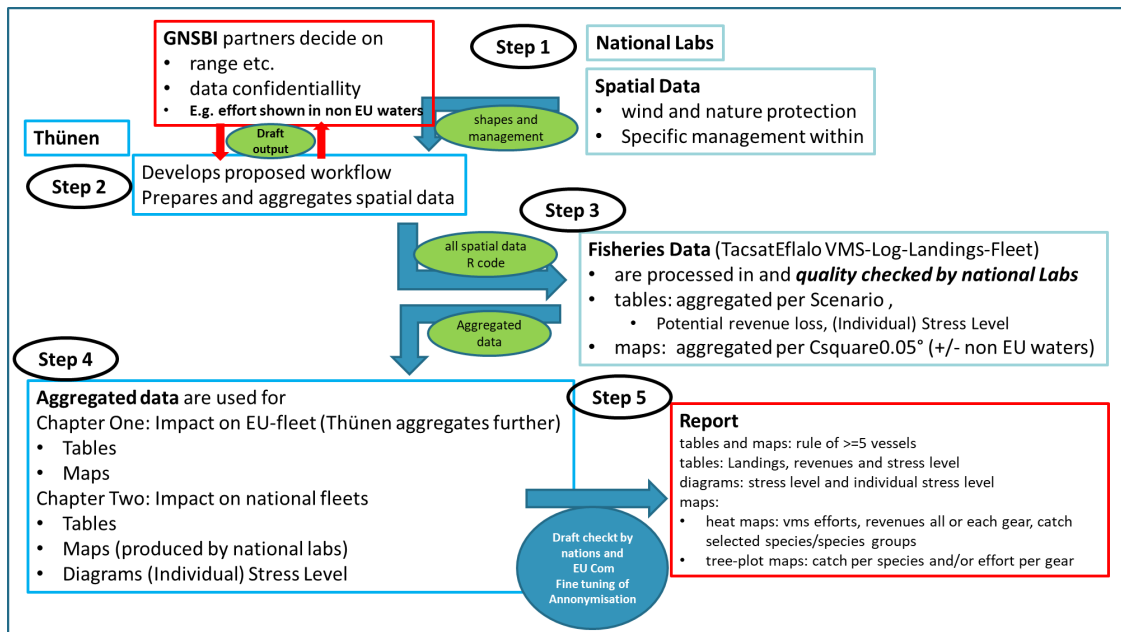 GNSBI partners decide on
• range etc.
• data confidentiallity
• E.g. effort shown in non EU waters
Step 1
National Labs
Spatial Data
• wind and nature protection
• Specific management within
shapes and
management
Thünen
Draft
output
Step 2
Develops proposed workflow
Prepares and aggregates spatial data
all spatial data
R code
Step 3
Fisheries Data (TacsatEflalo VMS-Log-Landings-Fleet)
• are processed in and quality checked by national Labs
• tables: aggregated per Scenario ,
• Potential revenue loss, (Individual) Stress Level
• maps: aggregated per Csquare0.05° (+/- non EU waters)
Aggregated
data
Step 4
Aggregated data are used for
Chapter One: Impact on EU-fleet (Thünen aggregates further)
• Tables
• Maps
Chapter Two: Impact on national fleets
• Tables
• Maps (produced by national labs)
• Diagrams (Individual) Stress Level
Draft checkt by
nations and
EU Com
Fine tuning of
Annonymisation
Step 5
Report
tables and maps: rule of >=5 vessels
tables: Landings, revenues and stress level
diagrams: stress level and individual stress level
maps:
• heat maps: vms efforts, revenues all or each gear, catch
selected species/species groups
• tree-plot maps: catch per species and/or effort per gear